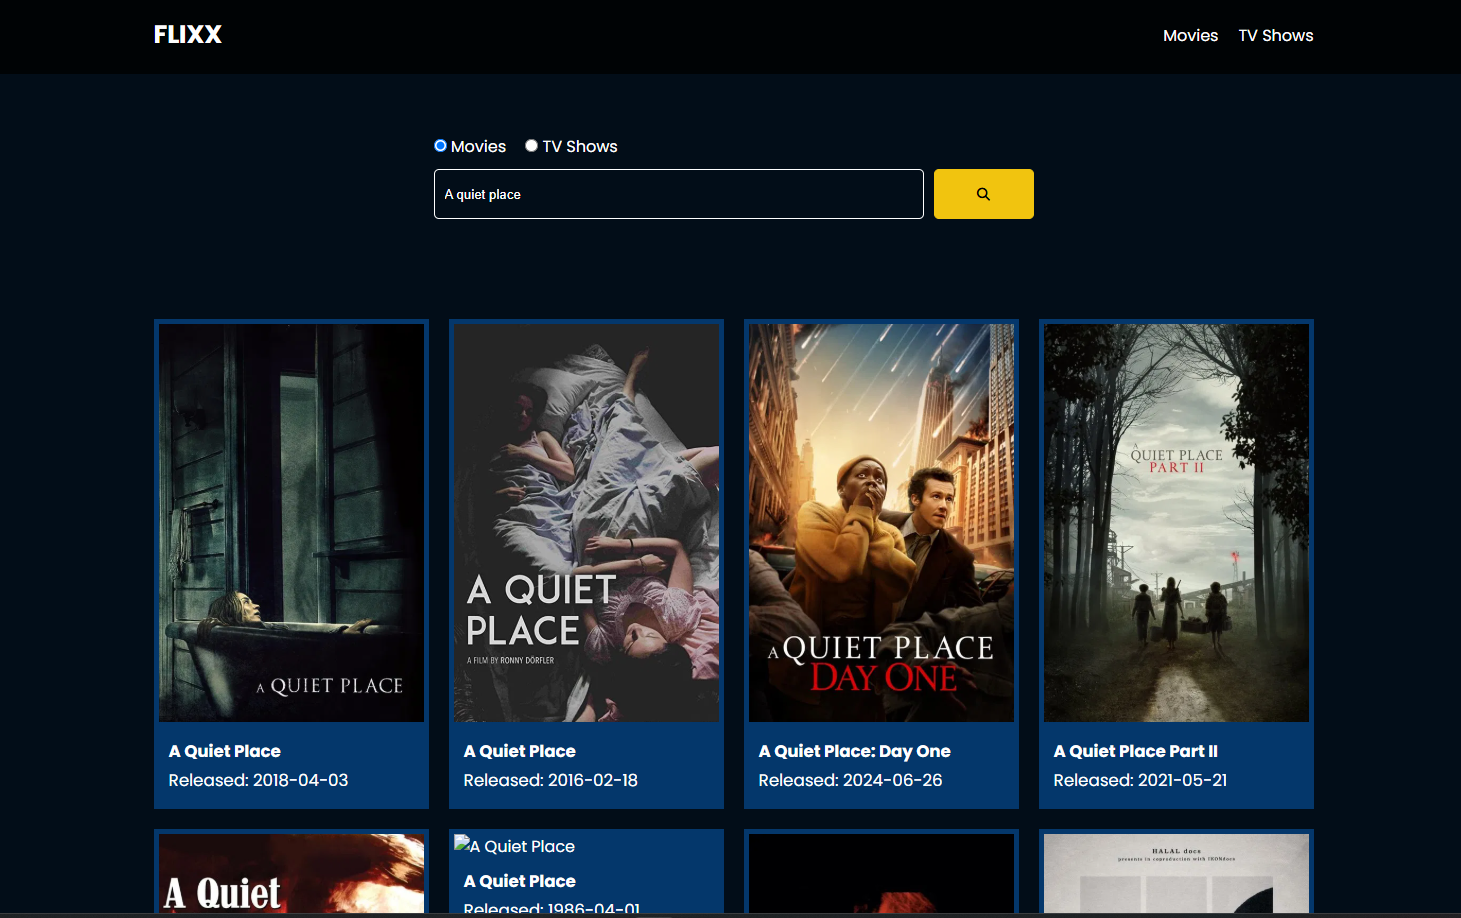 FLIXX
Movies TV Shows
Movies TV Shows
A quiet place
A QUIET PLACE
A Quiet Place
Released: 2018-04-03
A QUIET
PLACE
A FILM BY RONNY DÖRFLER
A Quiet Place
Released: 2016-02-18
A QUIET PLACE
DAY ONE
A Quiet Place: Day One
Released: 2024-06-26
A
QUIET PLACE
PART II
A Quiet Place Part II
Released: 2021-05-21
A Quiet
A Quiet Place
A Quiet Place
Released: 1986-04-01
HALAL docs
presents in coproduction with IRONdocs